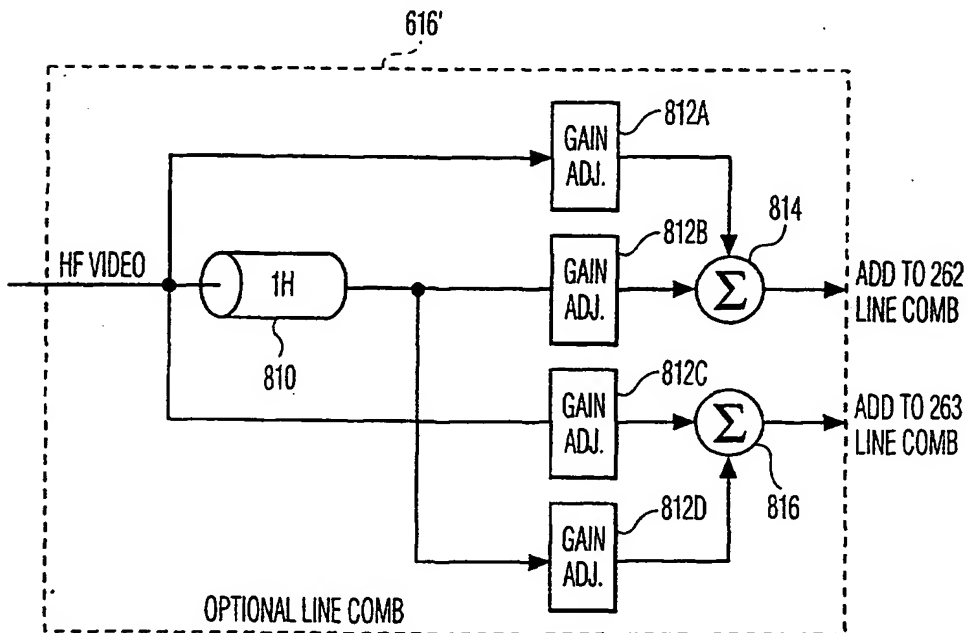 616'
812A
GAIN
ADJ.
814
812B
HF VIDEO
1H
GAIN
ADJ.
Σ
ADD TO 262
LINE COMB
810
812C
GAIN
ADJ.
Σ
ADD TO 263
LINE COMB
816
812D
GAIN
ADJ.
OPTIONAL LINE COMB